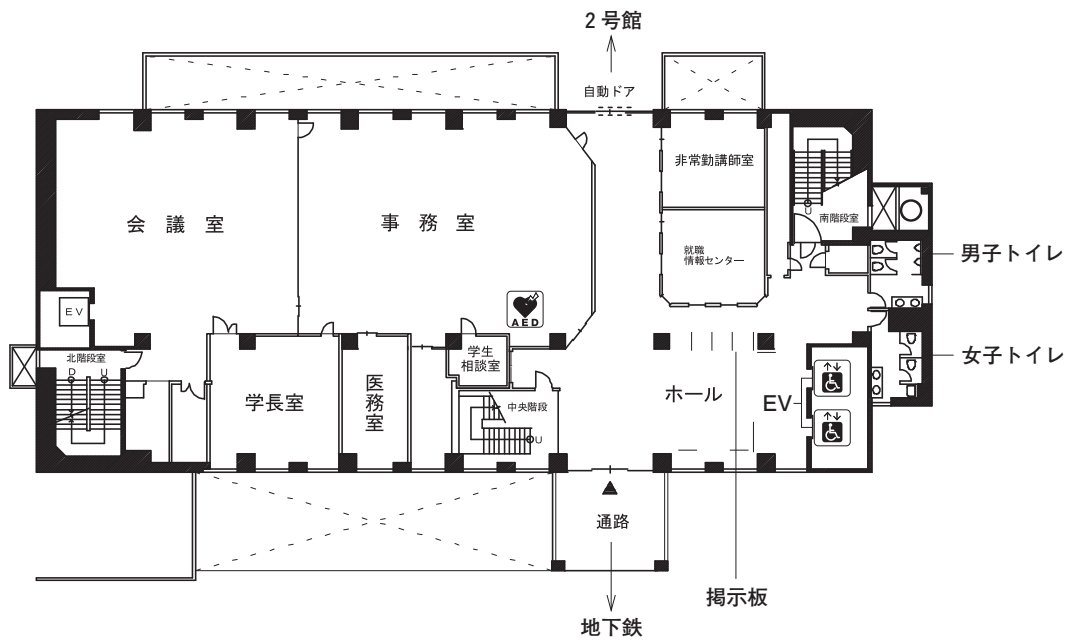 2号館
自動ドア
非常勤講師室
会議室
事務室
U
南階段室
就職
情報センター
男子トイレ
EV
AED
北階段室
D U
学長室
医務室
学生
相談室
中央階段
U
ホール
EV
女子トイレ
通路
掲示板
地下鉄